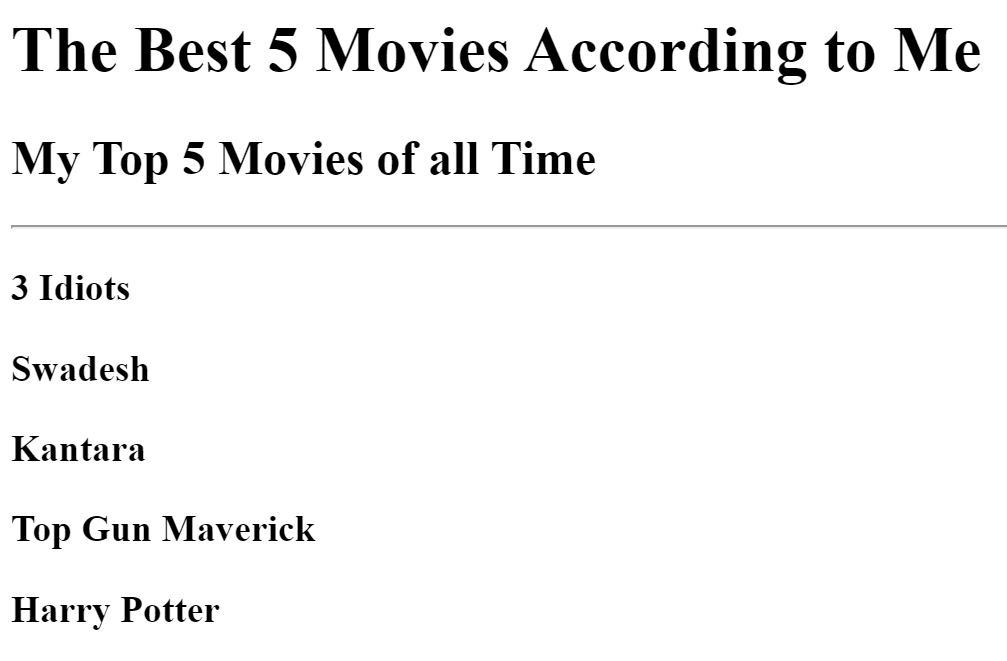 The Best 5 Movies According to Me
My Top 5 Movies of all Time
3 Idiots
Swadesh
Kantara
Top Gun Maverick
Harry Potter